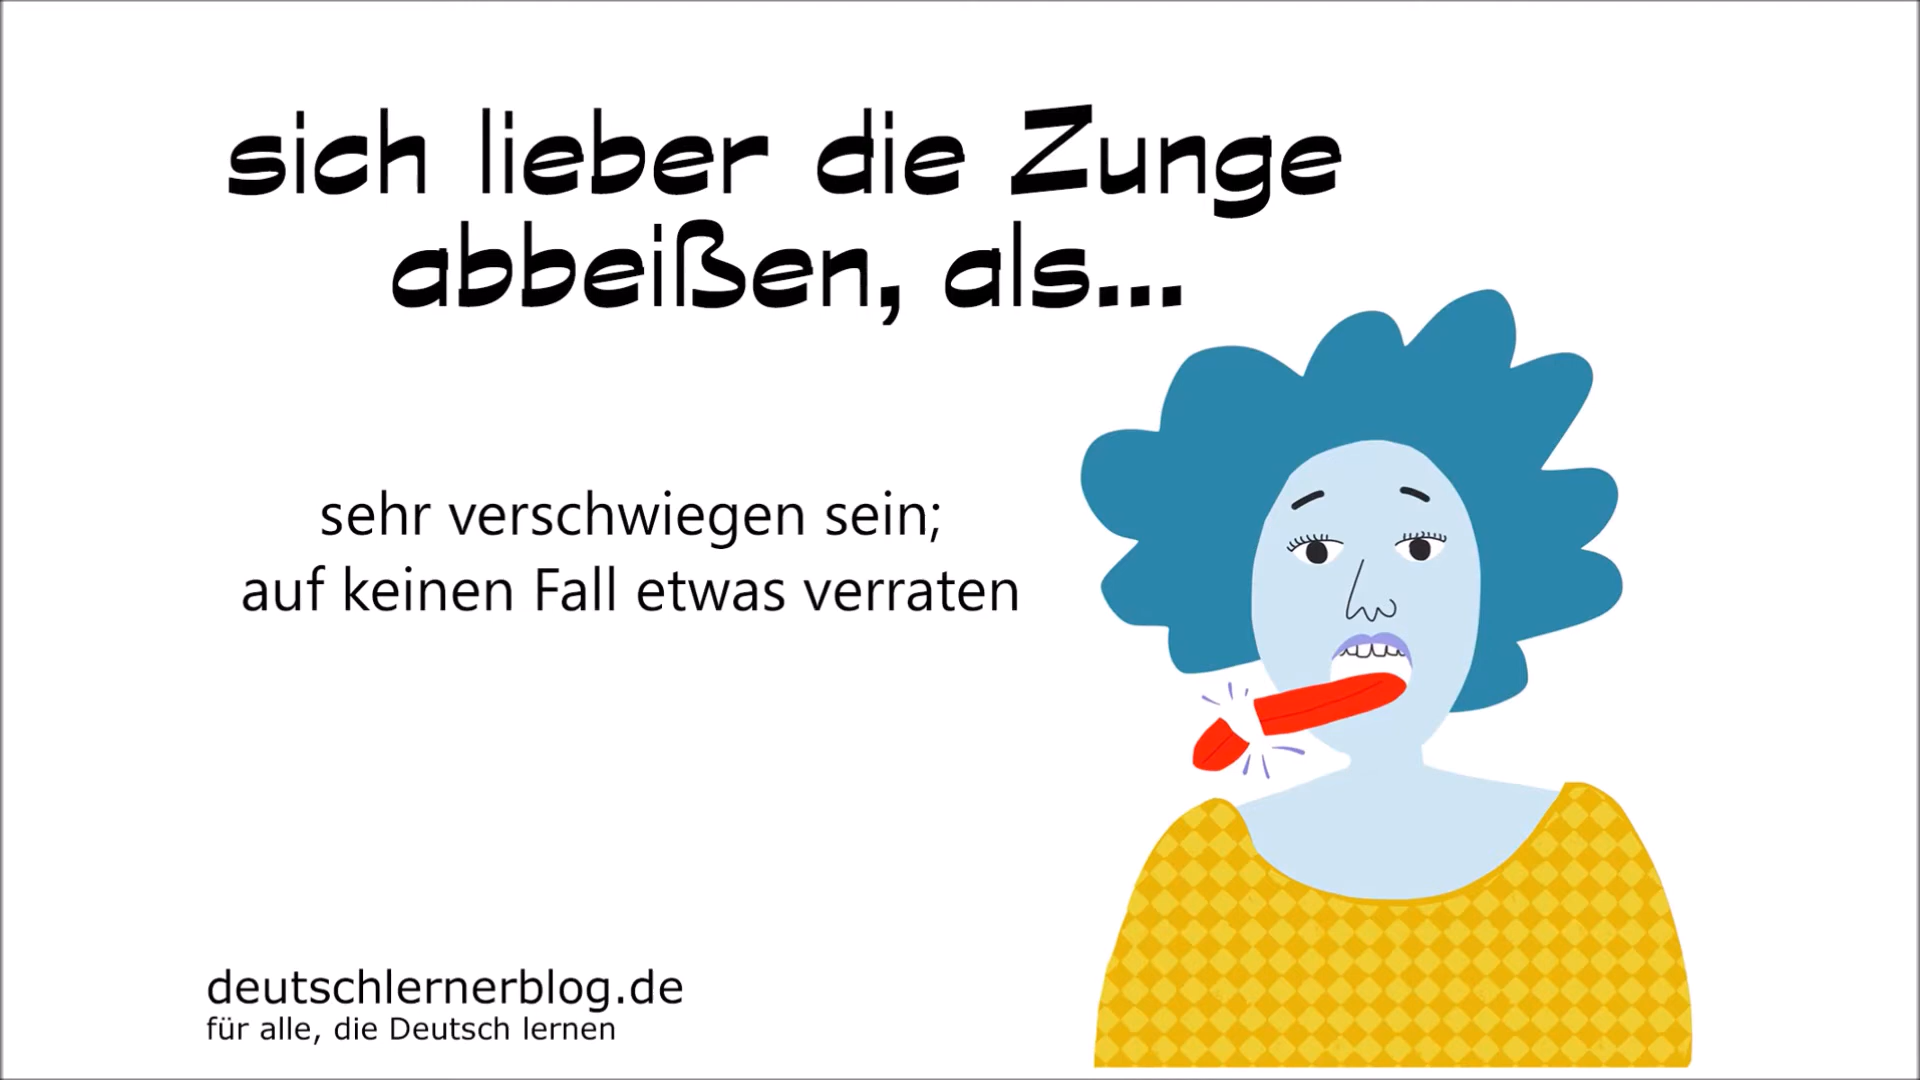 sich lieber die Zunge
abbeißen, als...
sehr verschwiegen sein;
auf keinen Fall etwas verraten
deutschlernerblog.de
für alle, die Deutsch lernen